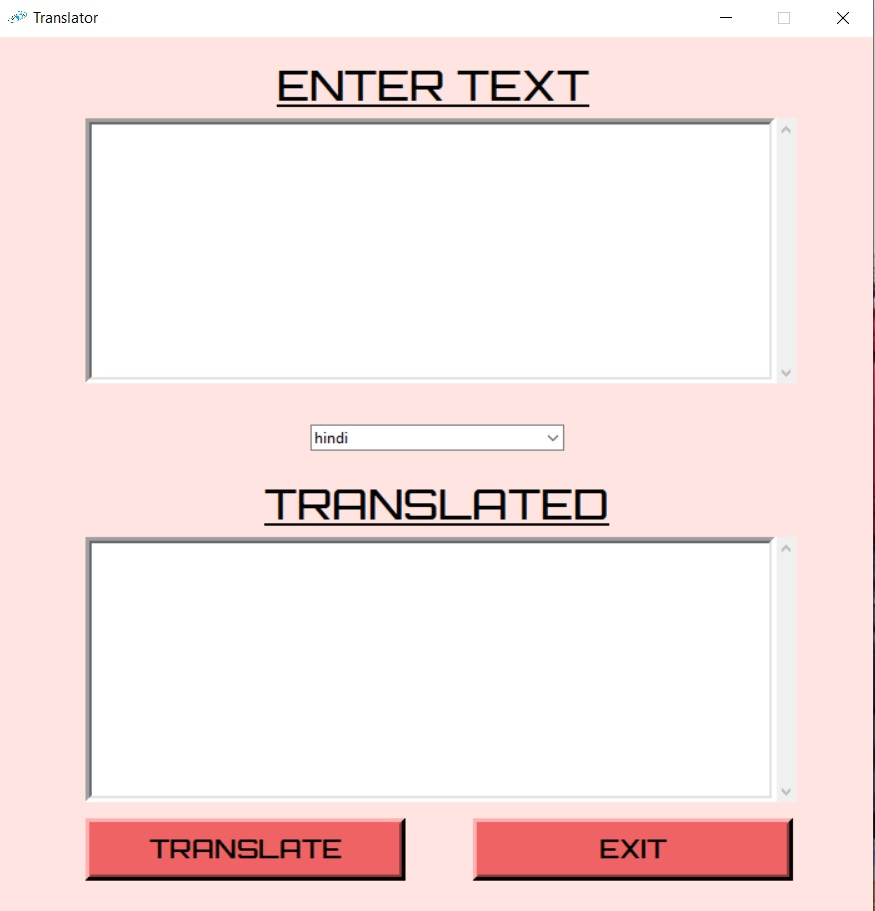 Translator
ENTER TEXT
hindi
TRANSLATED
TRANSLATE
EXIT